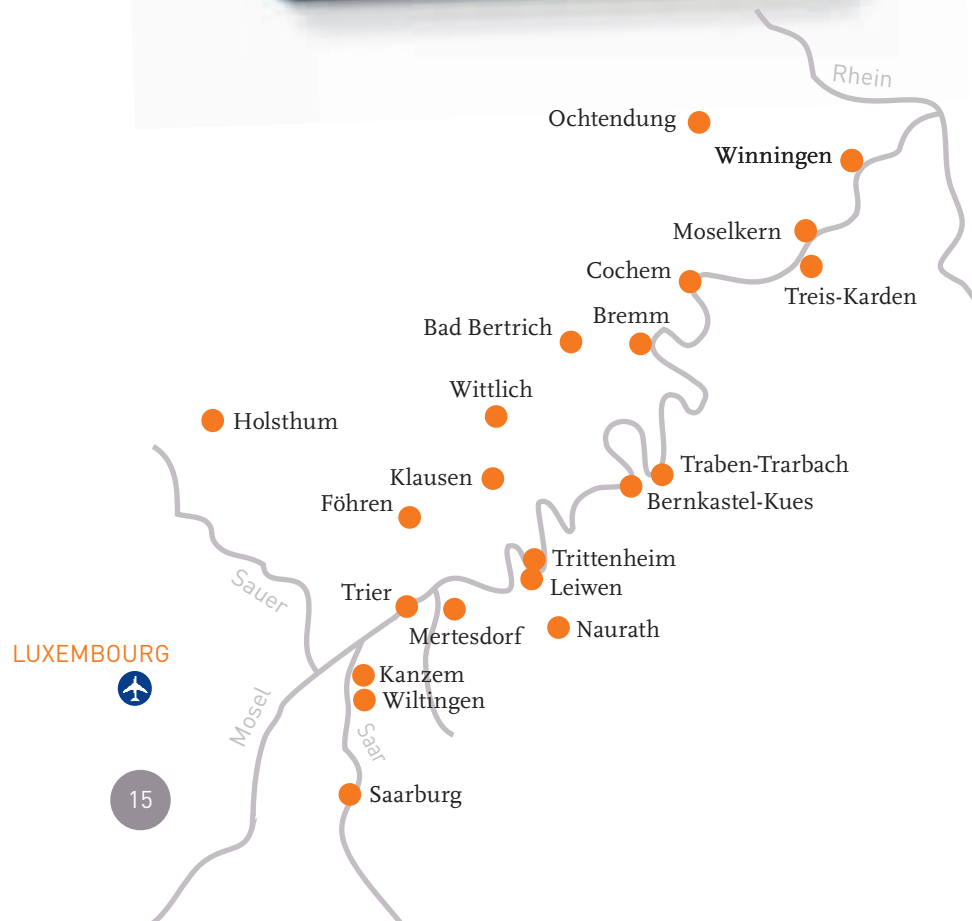 Rhein
Ochtendung
Winningen
Moselkern
Cochem
Treis-Karden
Bremm
Bad Bertrich
Wittlich
Holsthum
Traben-Trarbach
Klausen
Bernkastel-Kues
Föhren
Trittenheim
Sauer
Leiwen
Trier
Mertesdorf
Naurath
LUXEMBOURG
Kanzem
Wiltingen
Mosel
Saar
15
Saarburg